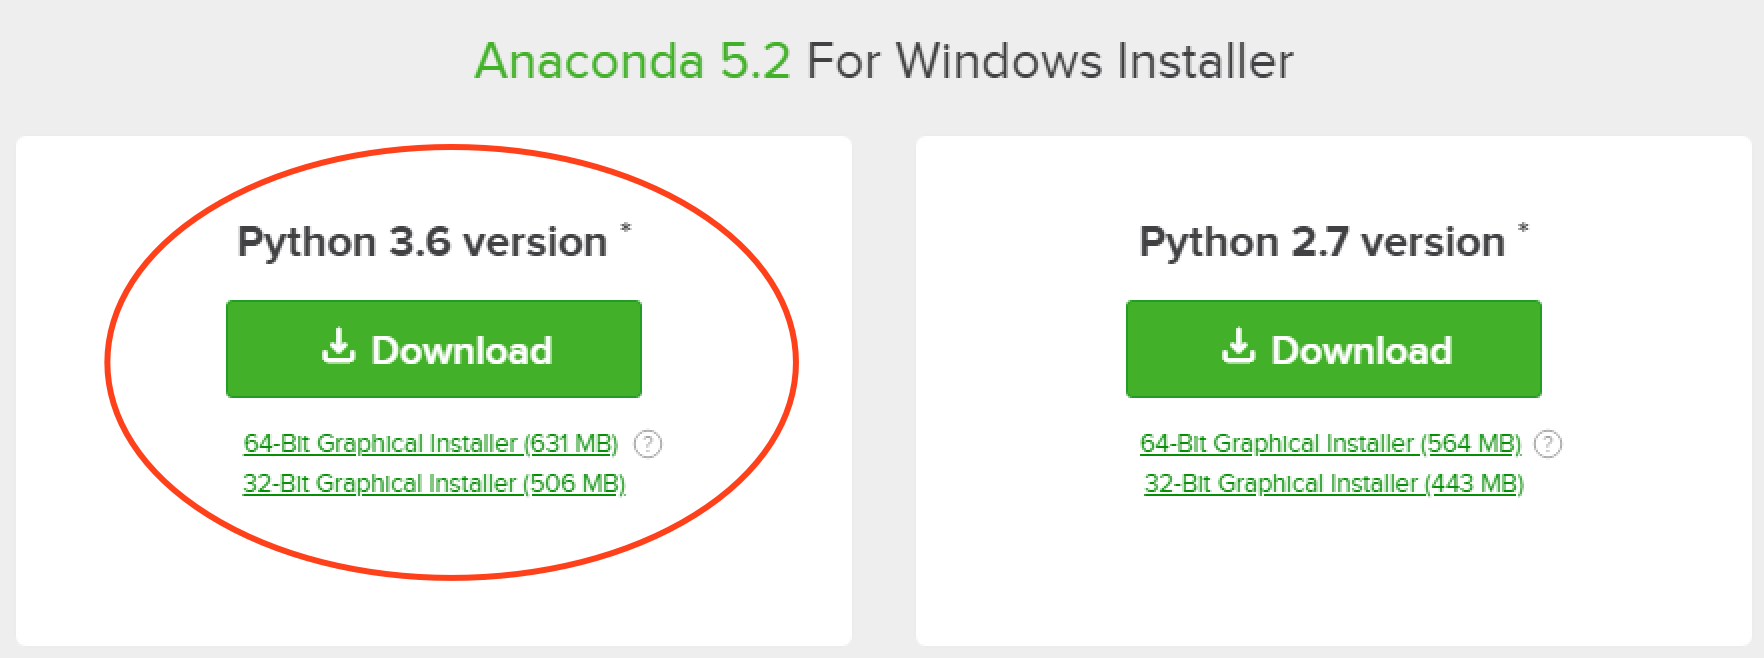 Anaconda 5.2 For Windows Installer
Python 3.6 version *
Download
64-Bit Graphical Installer (631 MB) ?
32-Bit Graphical Installer (506 MB)
Python 2.7 version *
Download
64-Bit Graphical Installer (564 MB) ?
32-Bit Graphical Installer (443 MB)